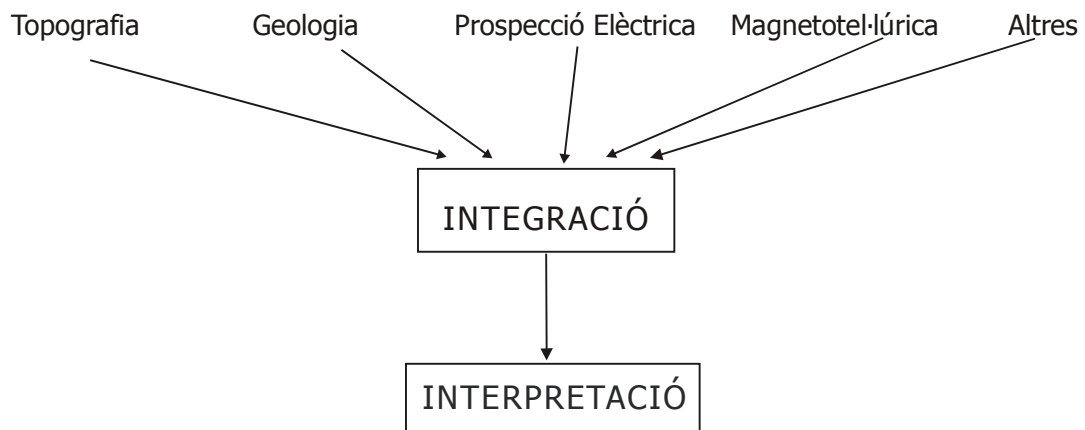 Topografia Geologia Prospecció Elèctrica Magnetotel·lúrica Altres
INTEGRACIÓ
INTERPRETACIÓ